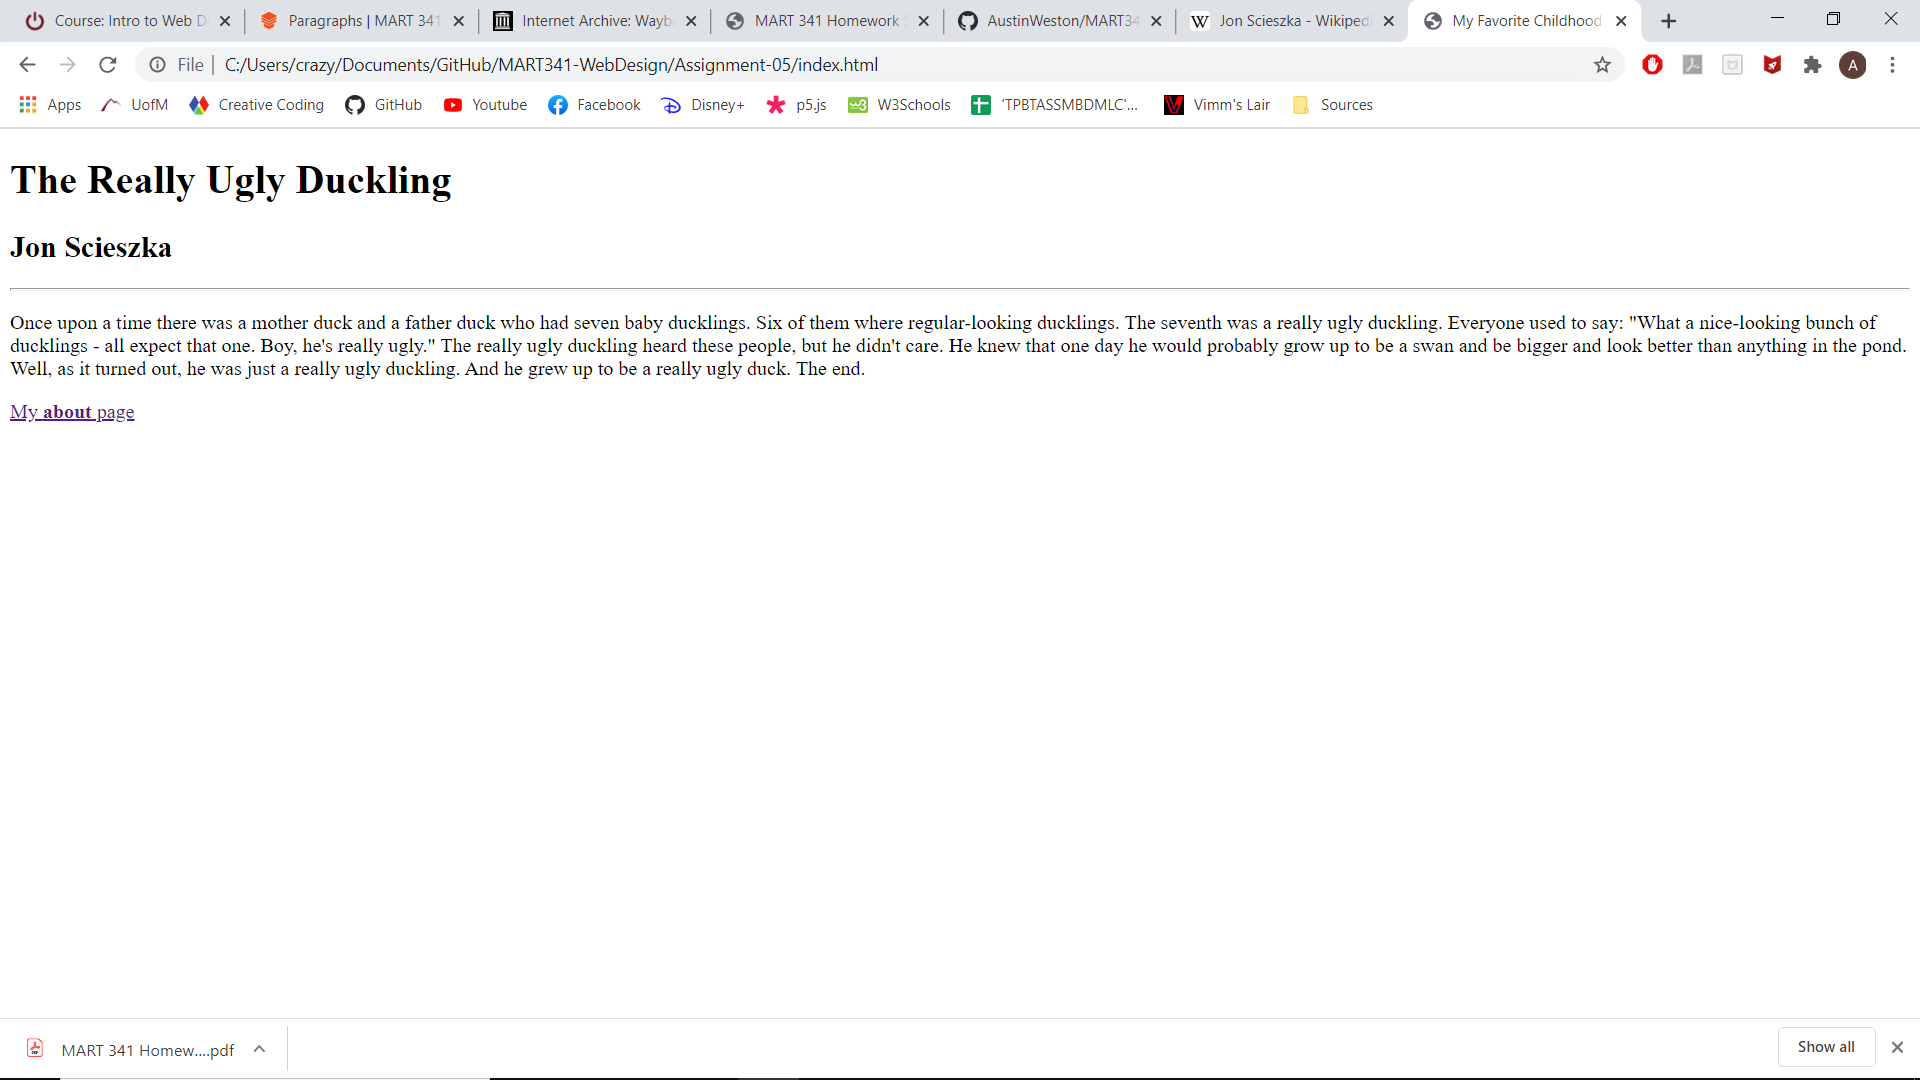 Course: Intro to Web D
Paragraphs | MART 341
Internet Archive: Wayb
MART 341 Homework
AustinWeston/MART34
W Jon Scieszka - Wikiped
My Favorite Childhood
File | C:/Users/crazy/Documents/GitHub/MART341-WebDesign/Assignment-05/index.html
A
Apps
UofM
Creative Coding
GitHub
Youtube
Facebook
Disney+
p5.js
W3Schools
'TPBTASSMBDMLC'...
Vimm's Lair
Sources
The Really Ugly Duckling
Jon Scieszka
Once upon a time there was a mother duck and a father duck who had seven baby ducklings. Six of them where regular-looking ducklings. The seventh was a really ugly duckling. Everyone used to say: "What a nice-looking bunch of
ducklings - all expect that one. Boy, he's really ugly." The really ugly duckling heard these people, but he didn't care. He knew that one day he would probably grow up to be a swan and be bigger and look better than anything in the pond.
Well, as it turned out, he was just a really ugly duckling. And he grew up to be a really ugly duck. The end.
My about page
MART 341 Homew....pdf
Show all